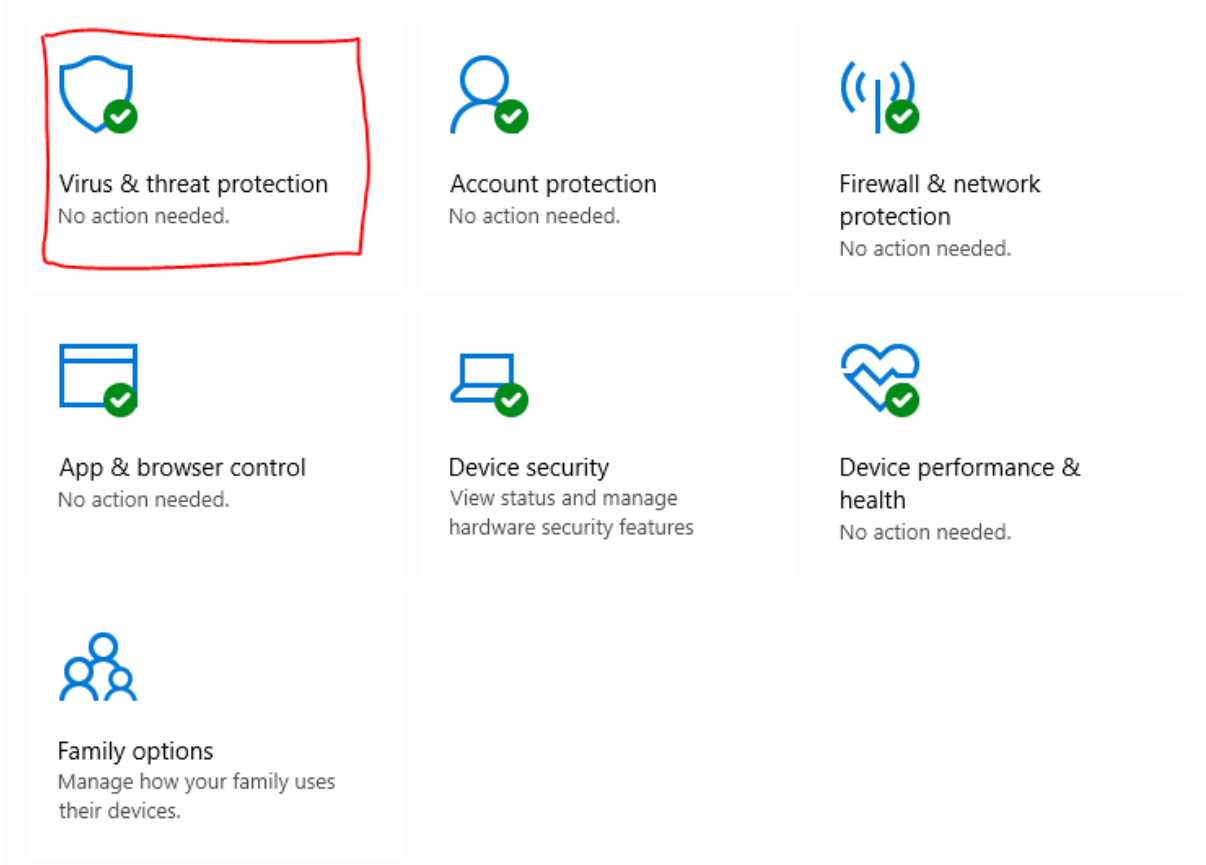 Virus & threat protection
No action needed.
Account protection
No action needed.
Firewall & network
protection
No action needed.
App & browser control
No action needed.
Device security
View status and manage
hardware security features
Device performance &
health
No action needed.
Family options
Manage how your family uses
their devices.